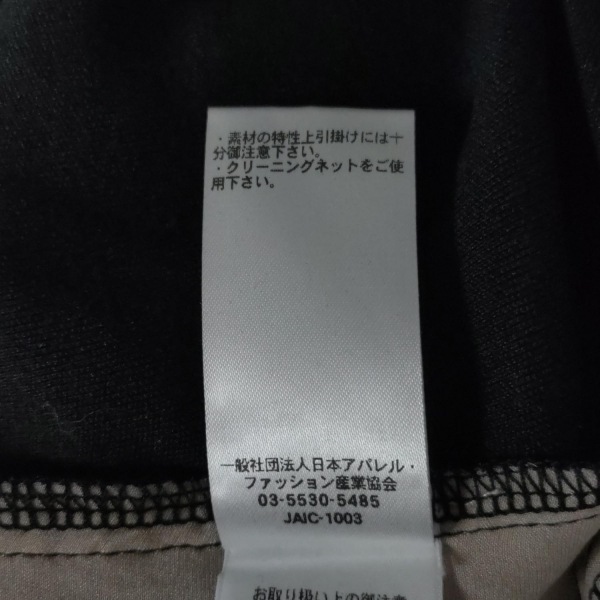 ・素材の特性上引掛けには十
分御注意下さい。
・クリーニングネットをご使
用下さい。
一般社団法人日本アパレル・
ファッション産業協会
03-5530-5485
JAIC-1003
お取り扱い上の御注意